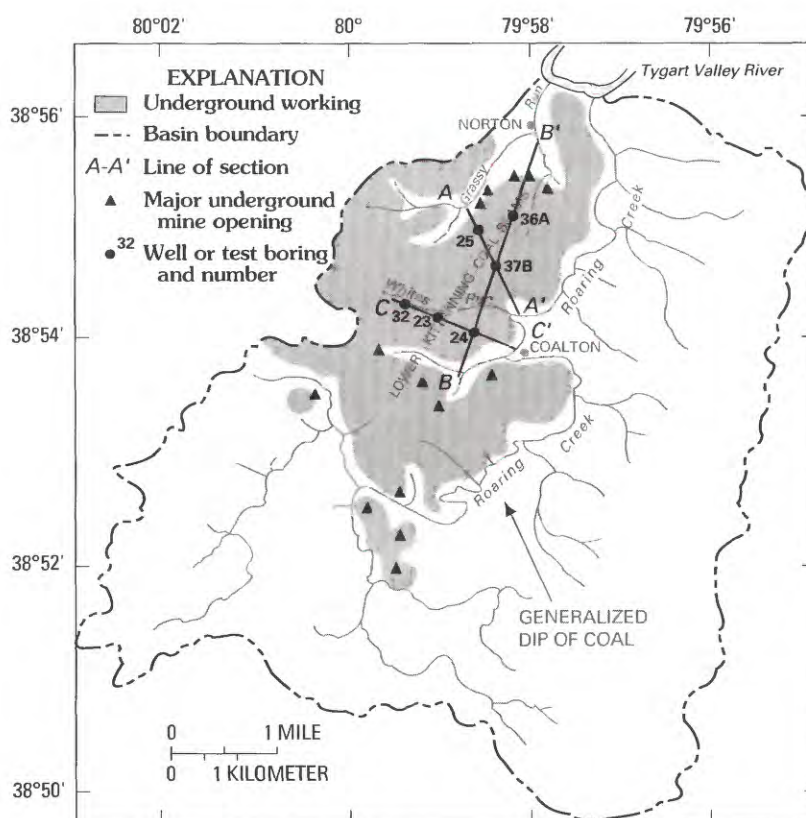 80°02'
80°
79°58'
79°56'
EXPLANATION
Underground working
Basin boundary
A-A' Line of section
Major underground
mine opening
32 Well or test boring
and number
Tygart Valley River
38°56'
38°54'
38°52'
38°50'
NORTON
Run
Grassy
B'
A
25
36A
37B
LOWER KITTANNING COAL SEAMS
Roaring
Creek
Whites
Run
C
32
23
24
A'
C'
COALTON
B
Roaring
Creek
GENERALIZED
DIP OF COAL
0 1 MILE
0 1 KILOMETER